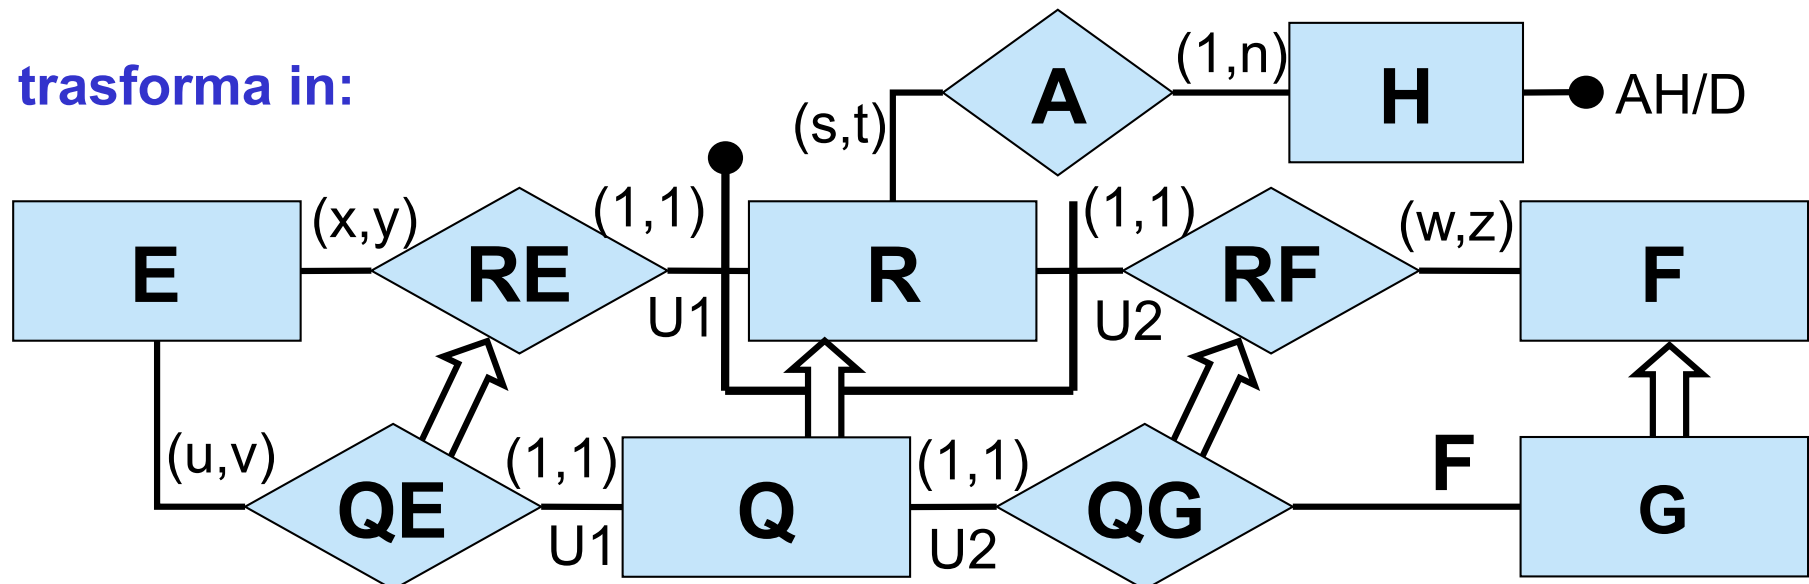 trasforma in:
A
(1,n)
H
AH/D
(s,t)
E
(x,y)
RE
(1,1)
U1
R
(1,1)
U2
RF
(w,z)
F
(u,v)
QE
(1,1)
U1
Q
(1,1)
U2
QG
F
G